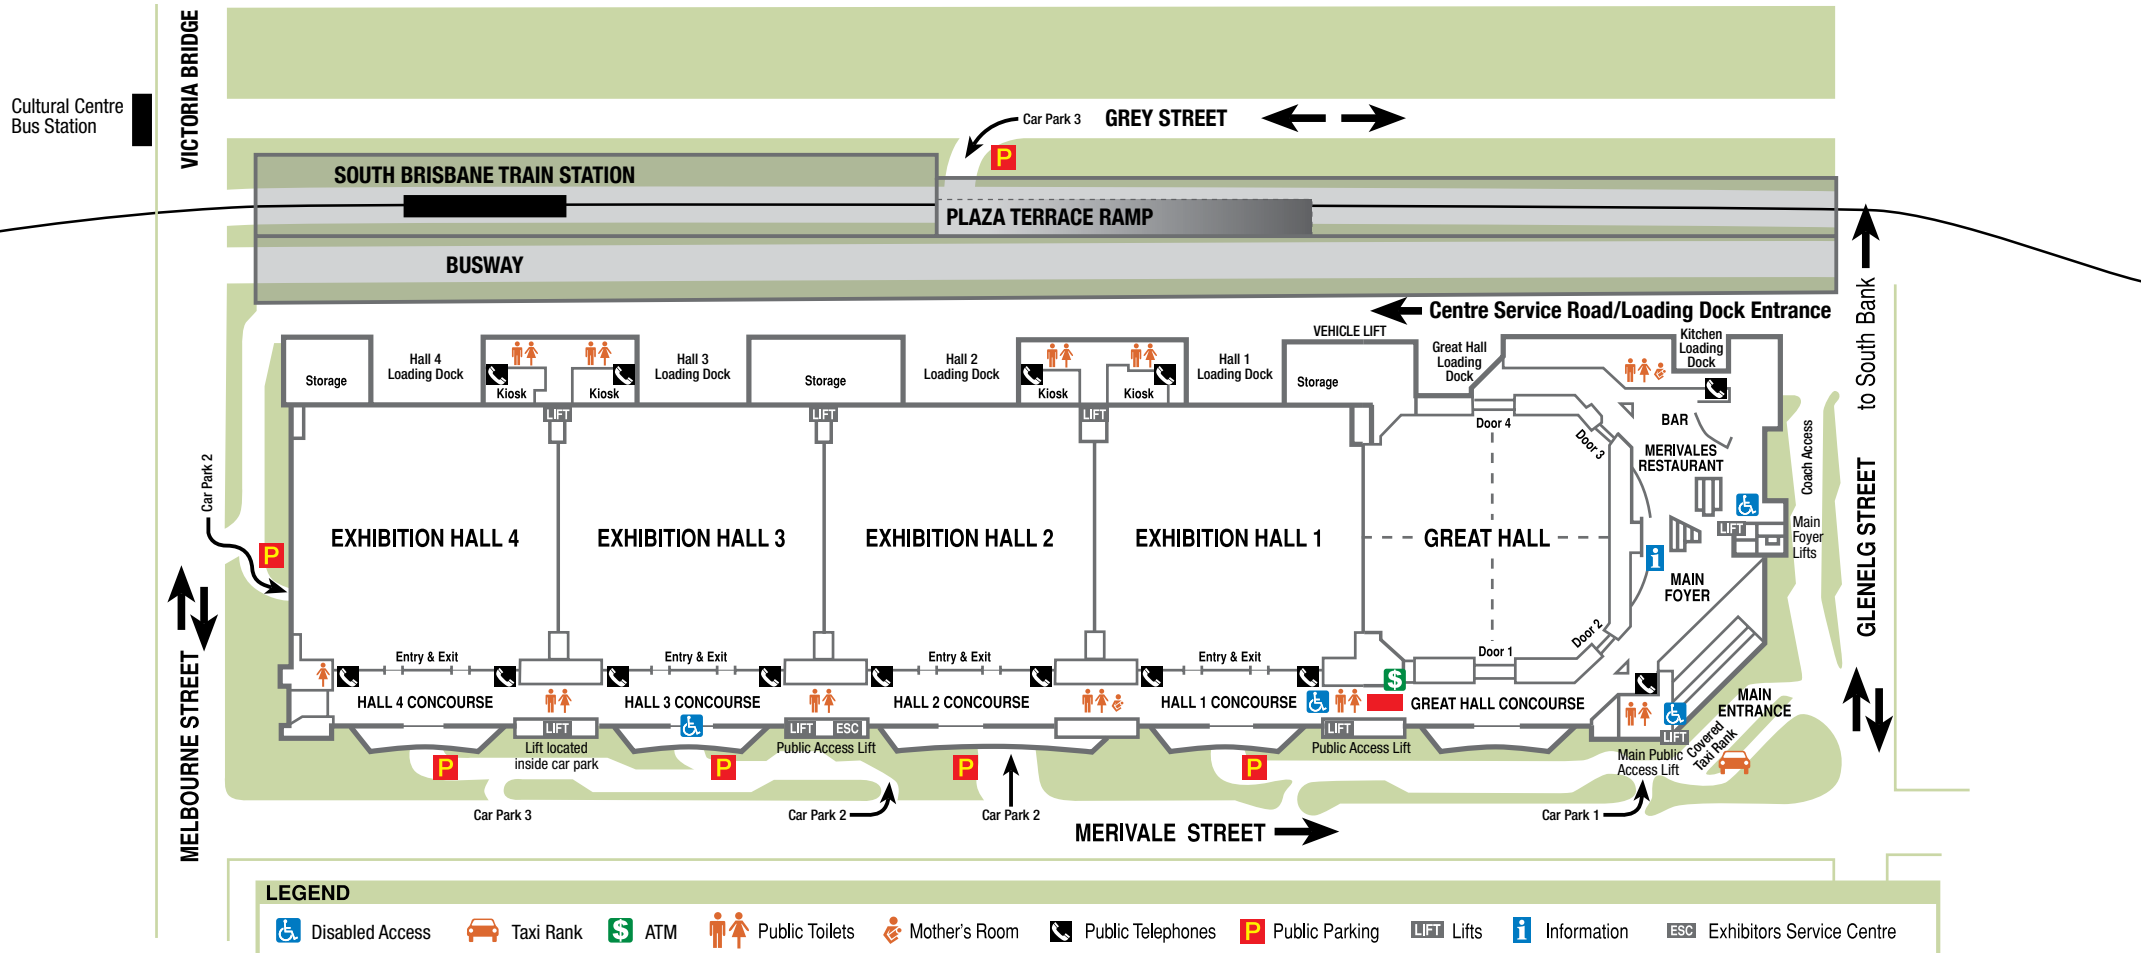 VICTORIA BRIDGE
Cultural Centre
Bus Station
Car Park 3
GREY STREET
P
SOUTH BRISBANE TRAIN STATION
PLAZA TERRACE RAMP
BUSWAY
to South Bank
Centre Service Road/Loading Dock Entrance
VEHICLE LIFT
Storage
Hall 4
Loading Dock
Kiosk
Kiosk
Hall 3
Loading Dock
Storage
Hall 2
Loading Dock
Kiosk
Kiosk
Hall 1
Loading Dock
Storage
Great Hall
Loading
Dock
Kitchen
Loading
Dock
LIFT
LIFT
LIFT
Door 4
Door 3
BAR
MERIVALES
RESTAURANT
Coach Access
GLENELG STREET
Car Park 2
P
EXHIBITION HALL 4
EXHIBITION HALL 3
EXHIBITION HALL 2
EXHIBITION HALL 1
GREAT HALL
LIFT
Main
Foyer
Lifts
i
MAIN
FOYER
MELBOURNE STREET
Entry & Exit
Entry & Exit
Entry & Exit
Entry & Exit
Door 1
Door 2
$
HALL 4 CONCOURSE
HALL 3 CONCOURSE
HALL 2 CONCOURSE
HALL 1 CONCOURSE
GREAT HALL CONCOURSE
MAIN
ENTRANCE
LIFT
LIFT
ESC
LIFT
LIFT
Lift located
inside car park
Public Access Lift
Public Access Lift
Main Public
Access Lift
Covered
Taxi Rank
P
P
P
P
Car Park 3
Car Park 2
Car Park 2
Car Park 1
MERIVALE STREET
LEGEND
Disabled Access
Taxi Rank
$ ATM
Public Toilets
Mother's Room
Public Telephones
P Public Parking
LIFT Lifts
i Information
ESC Exhibitors Service Centre